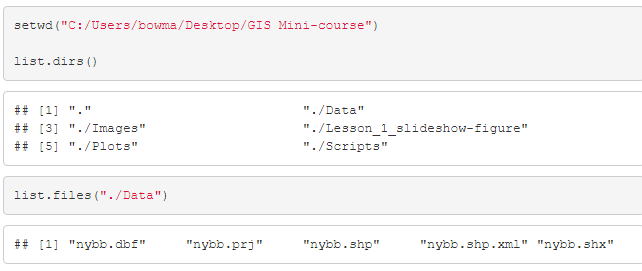 setwd("C:/Users/bowma/Desktop/GIS Mini-course")
list.dirs()
## [1] "." "./Data"
## [3] "./Images" "./Lesson_1_slideshow-figure"
## [5] "./Plots" "./Scripts"
list.files("./Data")
## [1] "nybb.dbf" "nybb.prj" "nybb.shp" "nybb.shp.xml" "nybb.shx"